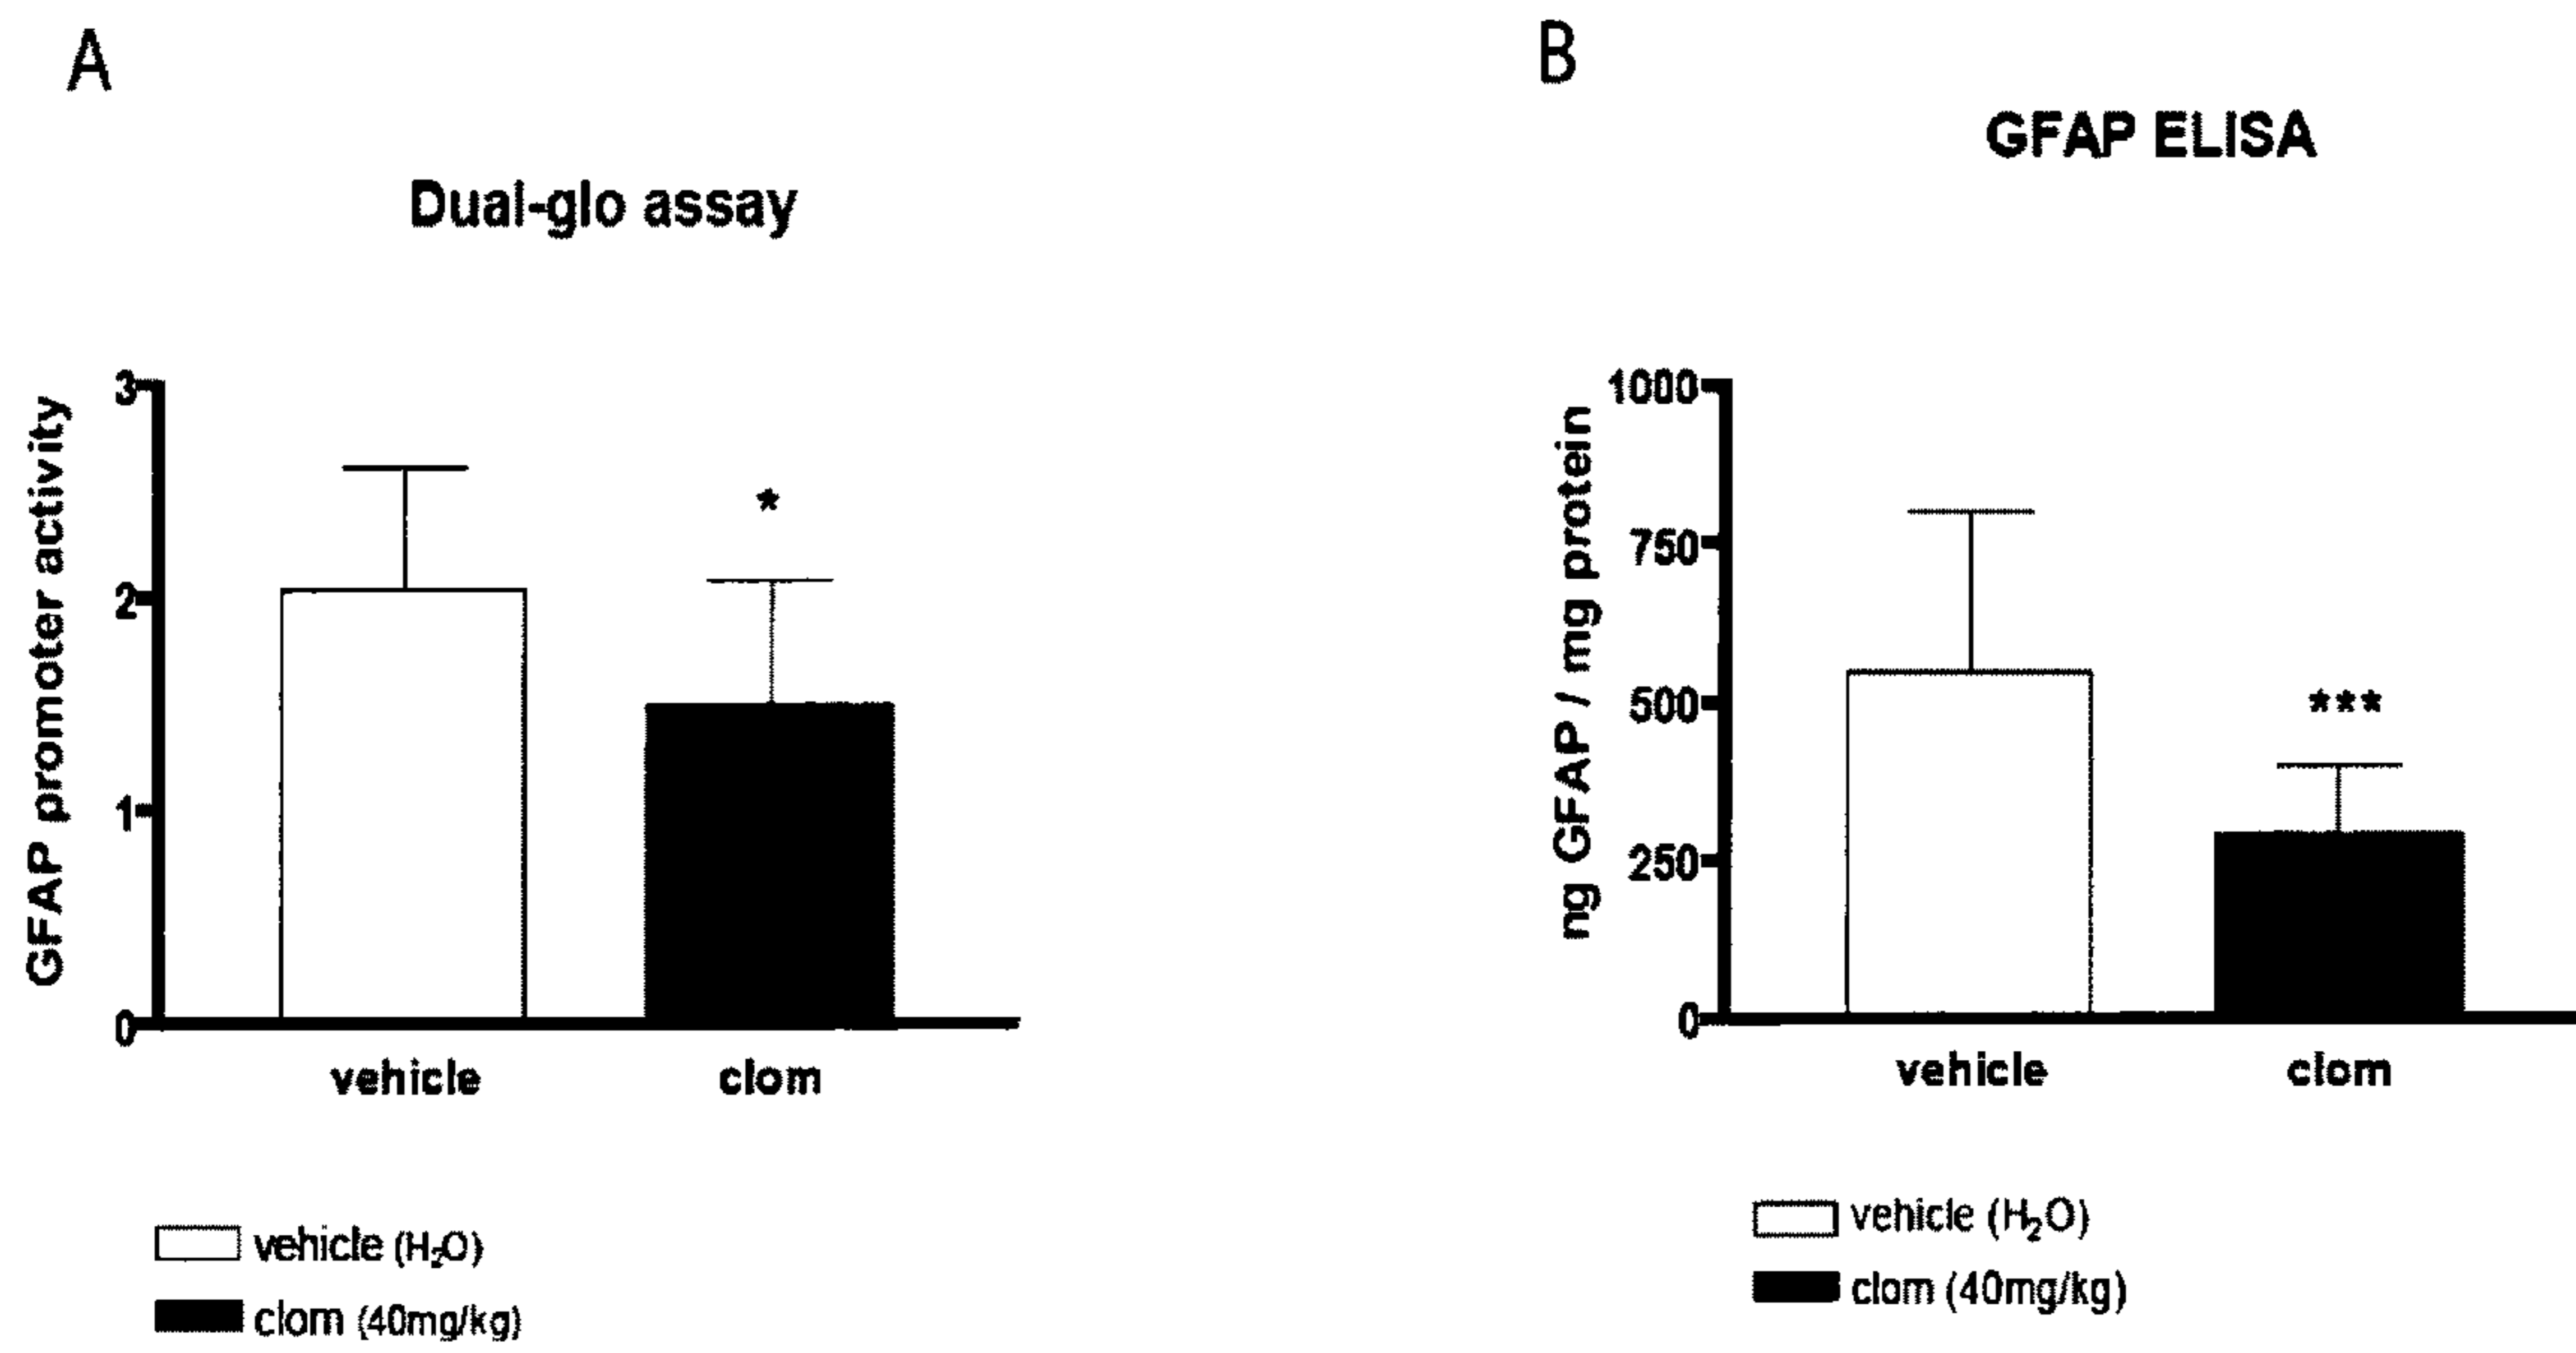 A
Dual-glo assay
GFAP promoter activity
3
2
1
0
*
vehicle
clom
vehicle (H₂O)
clom (40mg/kg)
B
GFAP ELISA
ng GFAP / mg protein
1000
750
500
250
0
***
vehicle
clom
vehicle (H₂O)
clom (40mg/kg)